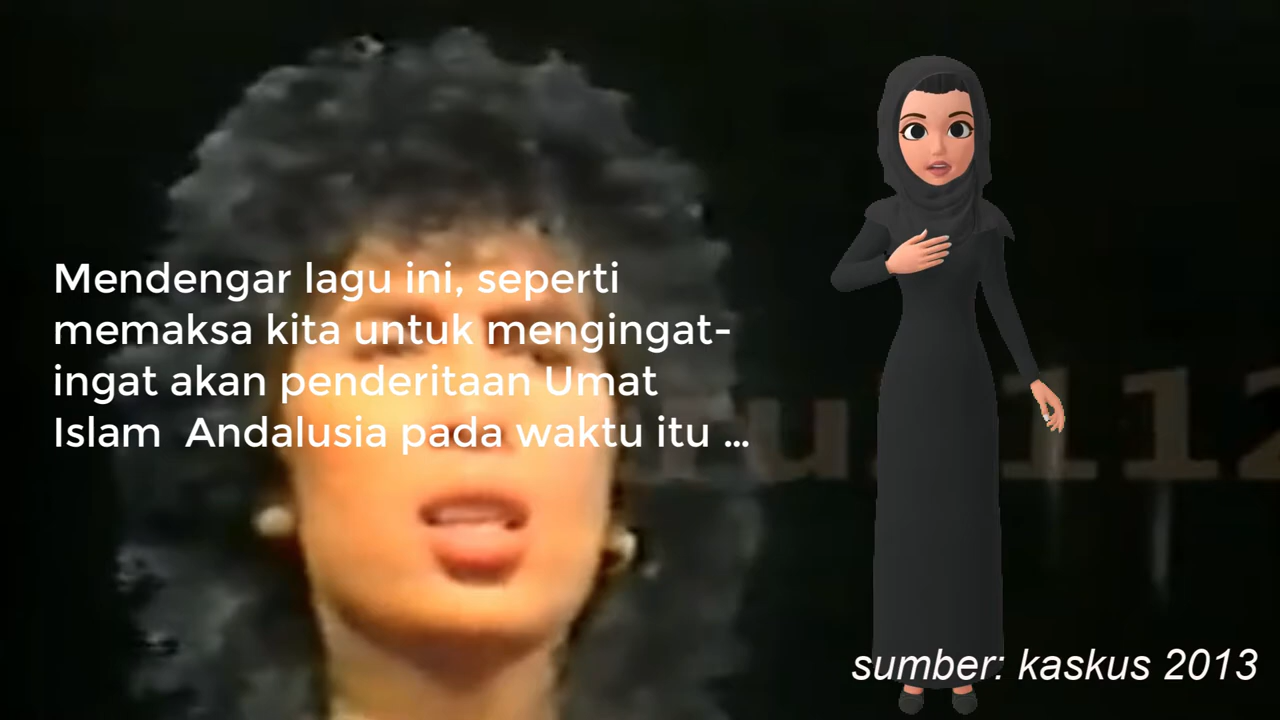 Mendengar lagu ini, seperti
memaksa kita untuk mengingat-
ingat akan penderitaan Umat
Islam  Andalusia pada waktu itu ...
112
sumber: kaskus 2013